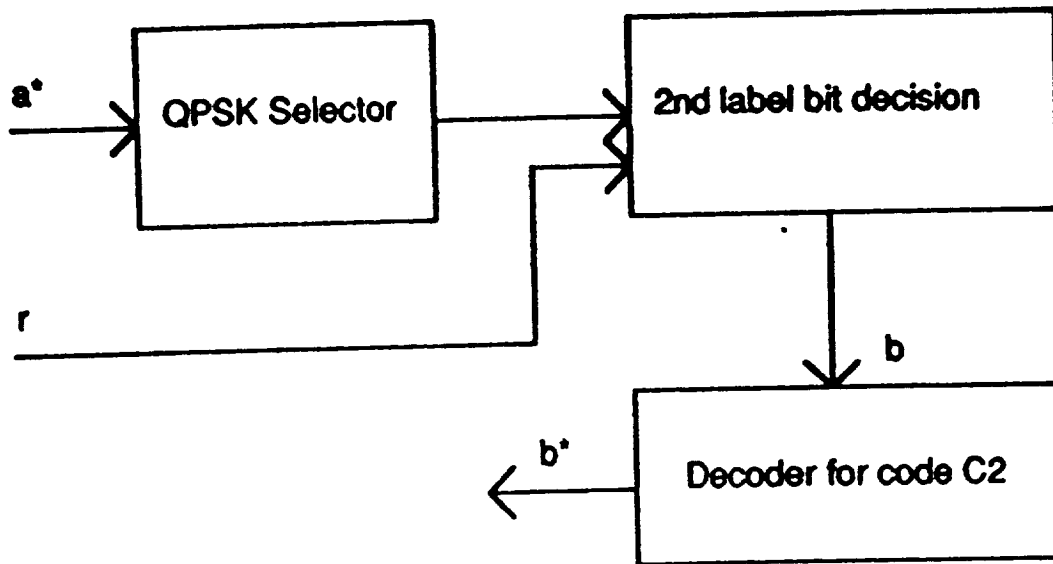 a*
QPSK Selector
2nd label bit decision
r
b
b*
Decoder for code C2